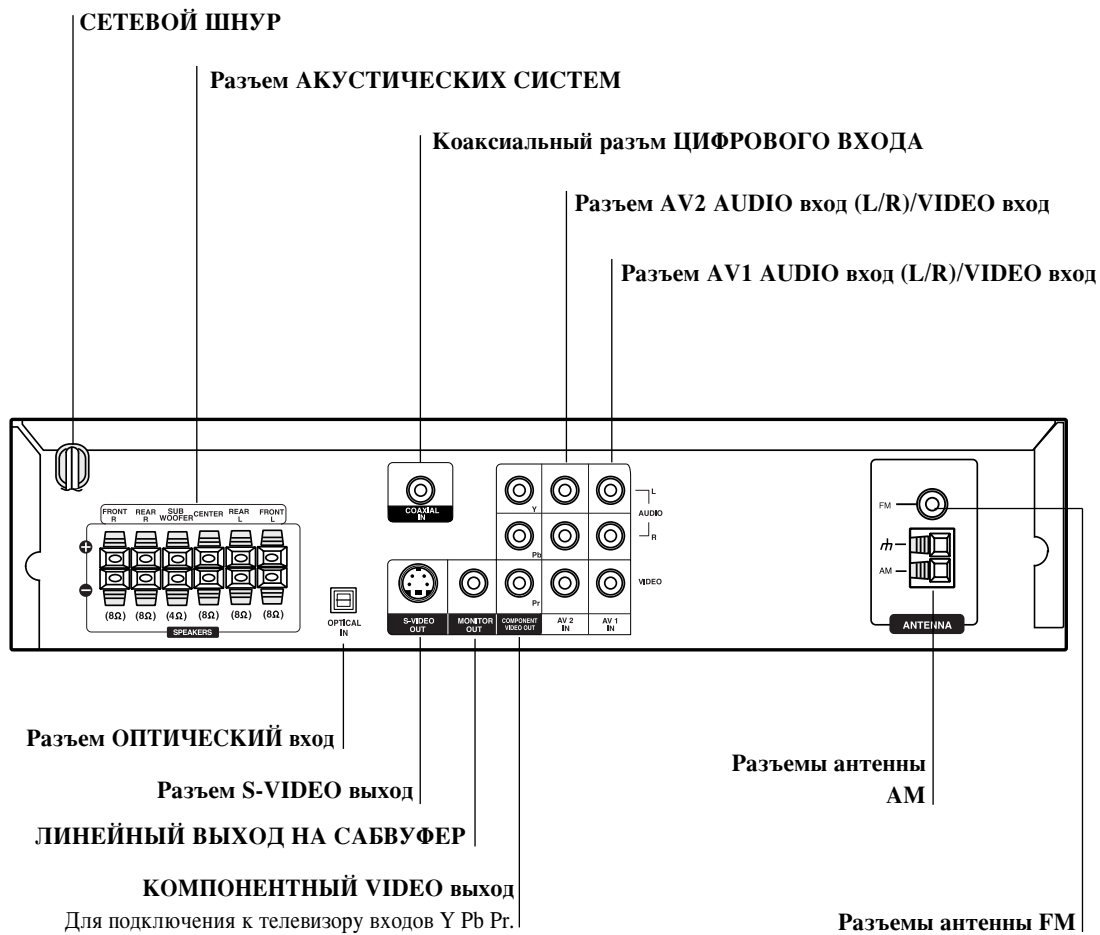 СЕТЕВОЙ ШНУР
Разъем АКУСТИЧЕСКИХ СИСТЕМ
Коаксиальный разъм ЦИФРОВОГО ВХОДА
Разъем AV2 AUDIO вход (L/R)/VIDEO вход
Разъем AV1 AUDIO вход (L/R)/VIDEO вход
FRONT R
REAR R
SUB WOOFER
CENTER
REAR L
FRONT L
(8Ω) (8Ω) (4Ω) (8Ω) (8Ω) (8Ω)
SPEAKERS
OPTICAL IN
COAXIAL IN
S-VIDEO OUT
MONITOR OUT
COMPONENT VIDEO OUT
AV 2 IN
AV 1 IN
Y
Pb
Pr
L
AUDIO
R
VIDEO
FM
AM
ANTENNA
Разъем ОПТИЧЕСКИЙ вход
Разъем S-VIDEO выход
ЛИНЕЙНЫЙ ВЫХОД НА САБВУФЕР
КОМПОНЕНТНЫЙ VIDEO выход
Для подключения к телевизору входов Y Pb Pr.
Разъемы антенны
AM
Разъемы антенны FM